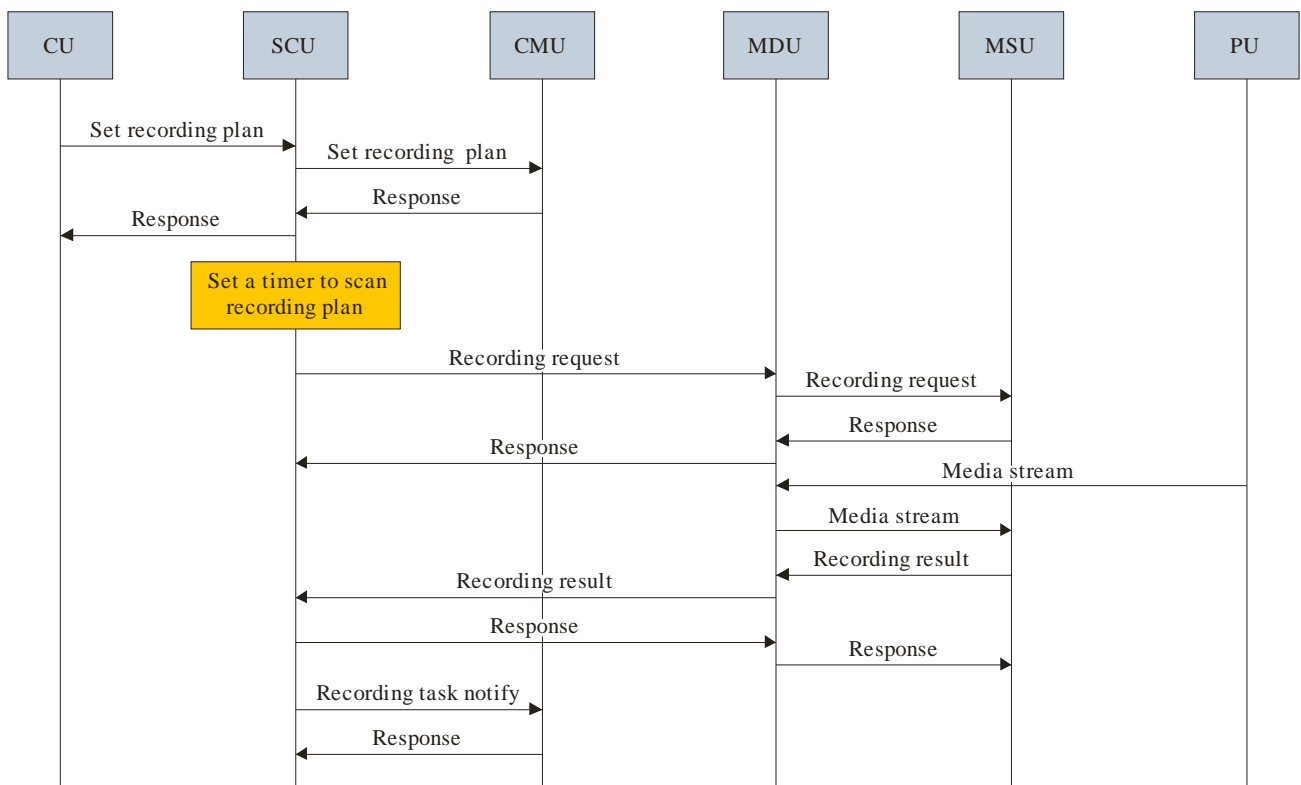 CU
SCU
CMU
MDU
MSU
PU
Set recording plan
Set recording plan
Response
Response
Set a timer to scan
recording plan
Recording request
Recording request
Response
Response
Media stream
Media stream
Recording result
Recording result
Response
Response
Recording task notify
Response